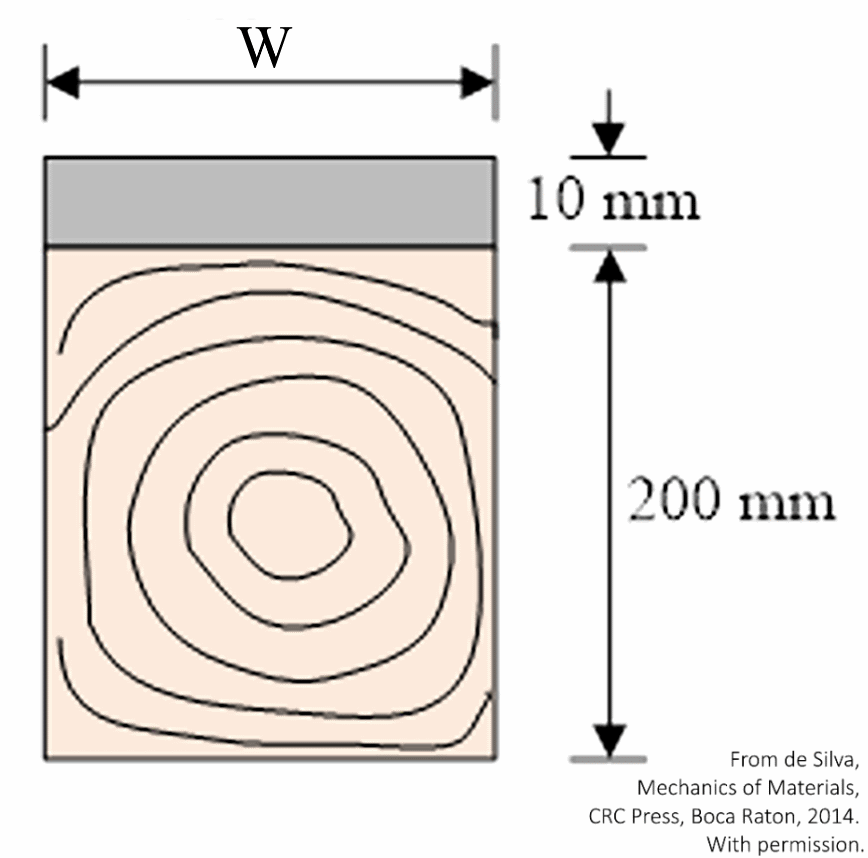 W
10 mm
200 mm
From de Silva,
Mechanics of Materials,
CRC Press, Boca Raton, 2014.
With permission.